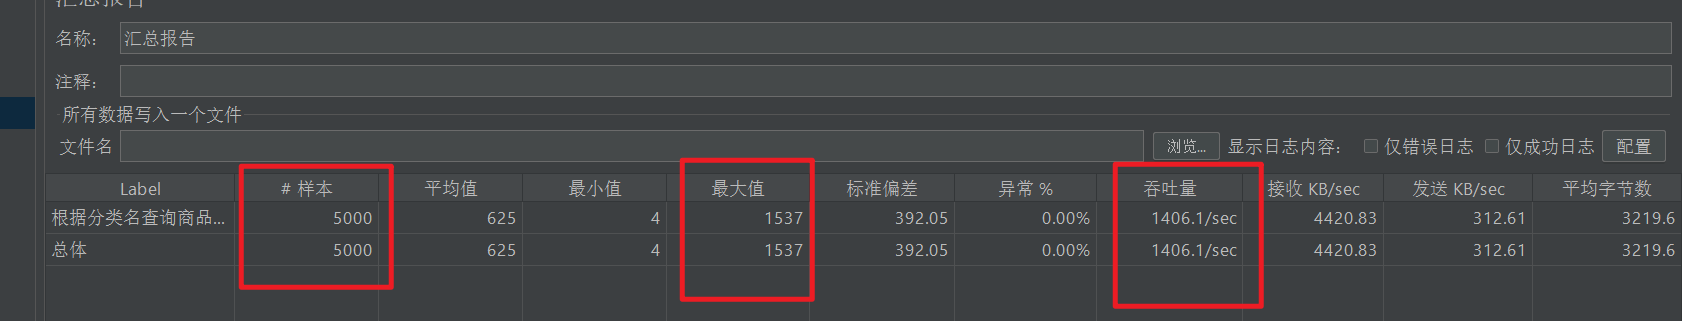 汇总报告
名称： 汇总报告
注释：
所有数据写入一个文件
文件名 浏览... 显示日志内容： 仅错误日志 仅成功日志 配置
Label # 样本 平均值 最小值 最大值 标准偏差 异常 % 吞吐量 接收 KB/sec 发送 KB/sec 平均字节数
根据分类名查询商品... 5000 625 4 1537 392.05 0.00% 1406.1/sec 4420.83 312.61 3219.6
总体 5000 625 4 1537 392.05 0.00% 1406.1/sec 4420.83 312.61 3219.6